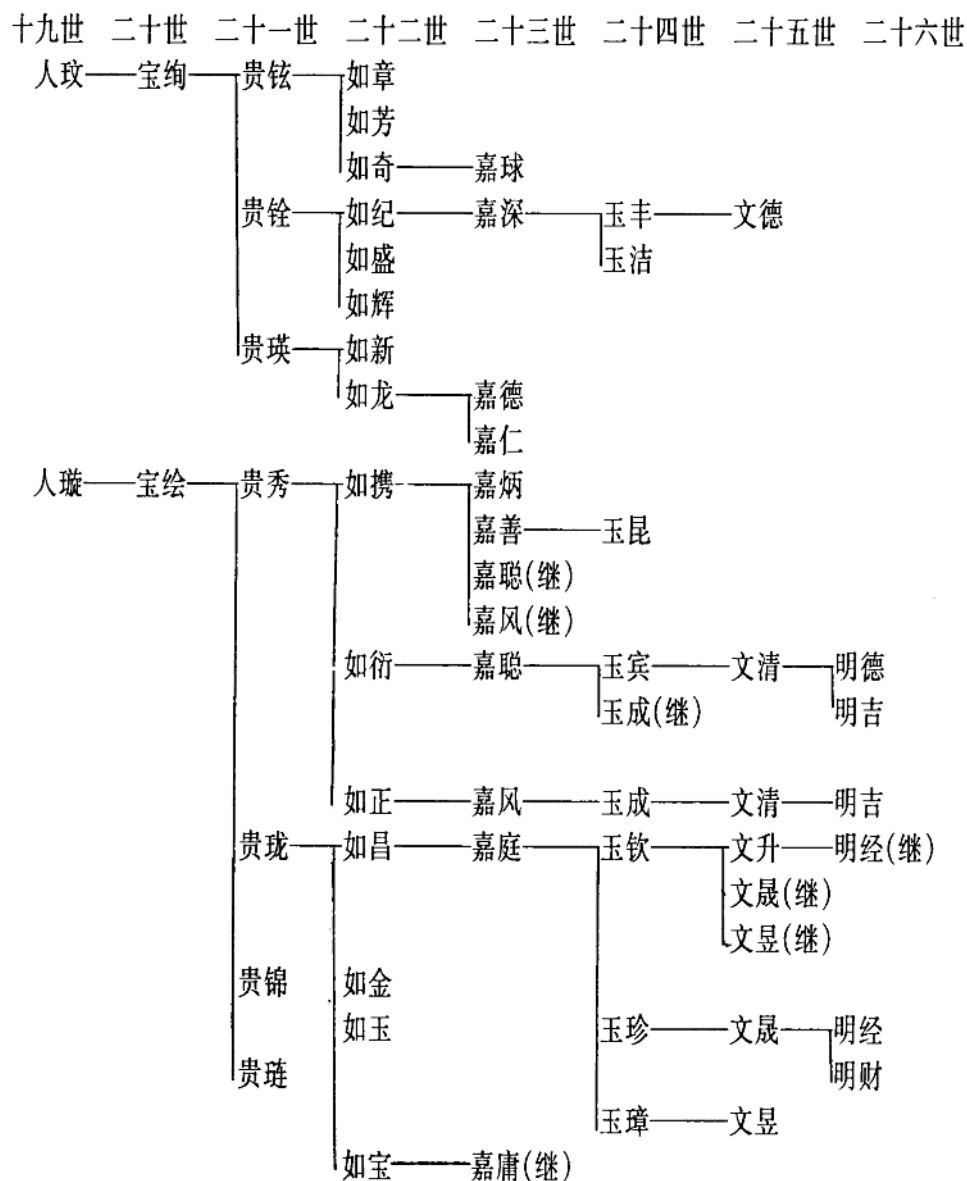 十九世 二十世 二十一世 二十二世 二十三世 二十四世 二十五世 二十六世
人玟 宝绚 贵铉 如章
如芳
如奇 嘉球
贵铨 如纪 嘉深 玉丰 文德
如盛 玉洁
如辉
贵瑛 如新
如龙 嘉德
嘉仁
人璇 宝绘 贵秀 如携 嘉炳
嘉善 玉昆
嘉聪(继)
嘉风(继)
如衍 嘉聪 玉宾 文清 明德
玉成(继) 明吉
如正 嘉风 玉成 文清 明吉
贵珑 如昌 嘉庭 玉钦 文升 明经(继)
文晟(继)
文昱(继)
贵锦 如金
如玉 玉珍 文晟 明经
贵琏 明财
玉璋 文昱
如宝 嘉庸(继)